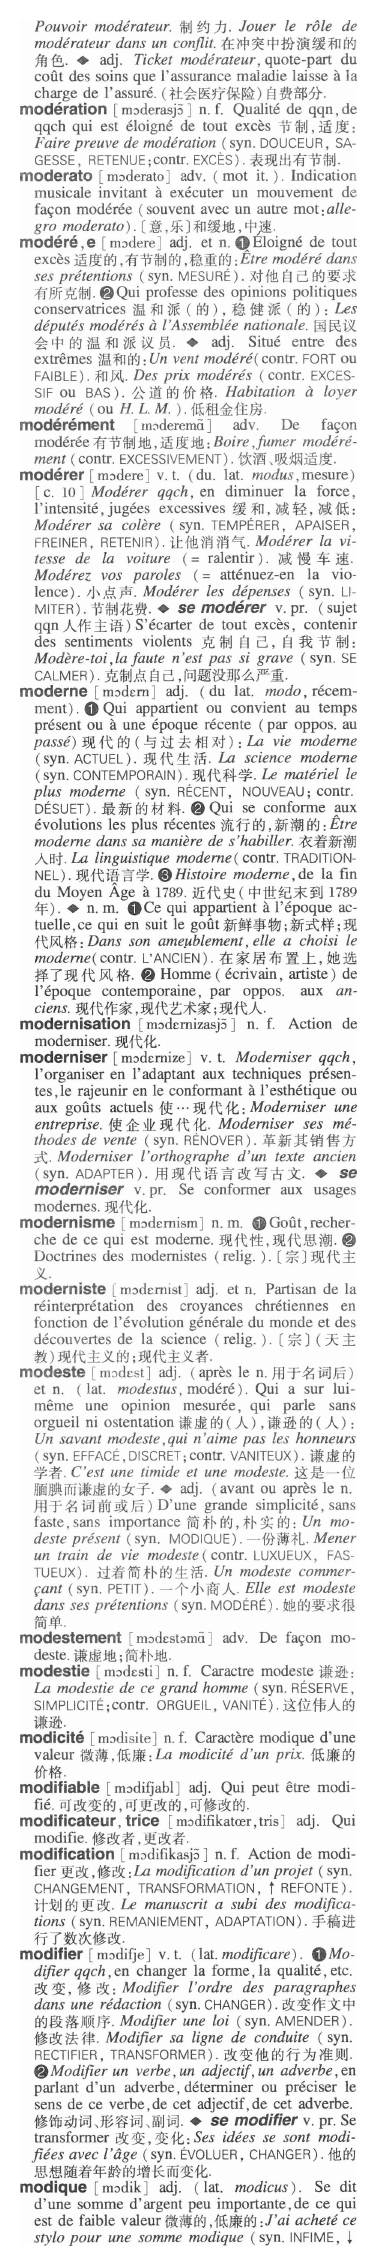 Pouvoir modérateur. 制约力. Jouer le rôle de
modérateur dans un conflit. 在冲突中扮演缓和的
角色. ◆ adj. Ticket modérateur, quote-part du
coût des soins que l'assurance maladie laisse à la
charge de l'assuré. (社会医疗保险)自费部分.
modération [mɔderasjɔ̃] n. f. Qualité de qqn, de
qqch qui est éloigné de tout excès 节制,适度:
Faire preuve de modération (syn. DOUCEUR, SA-
GESSE, RETENUE;contr. EXCÈS). 表现出有节制.
moderato [mɔderato] adv. (mot it.). Indication
musicale invitant à exécuter un mouvement de
façon modérée (souvent avec un autre mot:alle-
gro moderato). [意,乐]和缓地,中速.
modéré,e [mɔdere] adj. et n. ❶Éloigné de tout
excès 适度的,有节制的,稳重的:Être modéré dans
ses prétentions (syn. MESURÉ). 对他自己的要求
有所克制. ❷Qui professe des opinions politiques
conservatrices 温和派(的), 稳健派(的): Les
députés modérés à l'Assemblée nationale. 国民议
会中的温和派议员. ◆ adj. Situé entre des
extrêmes 温和的:Un vent modéré(contr. FORT ou
FAIBLE). 和风. Des prix modérés (contr. EXCES-
SIF ou BAS). 公道的价格. Habitation à loyer
modéré (ou H. L. M. ). 低租金住房.
modérément [mɔderemɑ̃] adv. De façon
modérée 有节制地,适度地:Boire,fumer modéré-
ment (contr. EXCESSIVEMENT). 饮酒、吸烟适度.
modérer [mɔdere] v. t. (du. lat. modus,mesure)
[c. 10] Modérer qqch, en diminuer la force,
l'intensité,jugées excessives 缓和,减轻,减低:
Modérer sa colère (syn. TEMPÉRER, APAISER,
FREINER, RETENIR). 让他消消气. Modérer la vi-
tesse de la voiture (= ralentir). 减慢车速.
Modérez vos paroles (= atténuez-en la vio-
lence). 小点声. Modérer les dépenses (syn. LI-
MITER). 节制花费. ◆ se modérer v. pr. (sujet
qqn 人作主语) S'écarter de tout excès, contenir
des sentiments violents 克制自己,自我节制:
Modère-toi,la faute n'est pas si grave (syn. SE
CALMER). 克制点自己,问题没那么严重.
moderne [mɔdɛrn] adj. (du lat. modo, récem-
ment). ❶ Qui appartient ou convient au temps
présent ou à une époque récente (par oppos. au
passé) 现代的(与过去相对): La vie moderne
(syn. ACTUEL). 现代生活. La science moderne
(syn. CONTEMPORAIN). 现代科学. Le matériel le
plus moderne (syn. RÉCENT, NOUVEAU; contr.
DÉSUET). 最新的材料. ❷ Qui se conforme aux
évolutions les plus récentes 流行的,新潮的:Être
moderne dans sa manière de s'habiller. 衣着新潮
入时. La linguistique moderne(contr. TRADITION-
NEL). 现代语言学. ❸Histoire moderne,de la fin
du Moyen Âge à 1789. 近代史(中世纪末到 1789
年). ◆ n. m. ❶Ce qui appartient à l'époque ac-
tuelle,ce qui en suit le goût 新鲜事物;新式样;现
代风格:Dans son ameublement, elle a choisi le
moderne(contr. L'ANCIEN). 在家居布置上,她选
择了现代风格. ❷ Homme (écrivain, artiste) de
l'époque contemporaine, par oppos. aux an-
ciens. 现代作家,现代艺术家;现代人.
modernisation [mɔdɛrnizasjɔ̃] n. f. Action de
moderniser. 现代化.
moderniser [mɔdɛrnize] v. t. Moderniser qqch,
l'organiser en l'adaptant aux techniques présen-
tes,le rajeunir en le conformant à l'esthétique ou
aux goûts actuels 使…现代化:Moderniser une
entreprise. 使企业现代化. Moderniser ses mé-
thodes de vente (syn. RÉNOVER). 革新其销售方
式. Moderniser l'orthographe d'un texte ancien
(syn. ADAPTER). 用现代语言改写古文. ◆ se
moderniser v. pr. Se conformer aux usages
modernes. 现代化.
modernisme [mɔdɛrnism] n. m. ❶Goût,recher-
che de ce qui est moderne. 现代性,现代思潮. ❷
Doctrines des modernistes (relig. ). [宗]现代主
义.
moderniste [mɔdɛrnist] adj. et n. Partisan de la
réinterprétation des croyances chrétiennes en
fonction de l'évolution générale du monde et des
découvertes de la science (relig. ). [宗](天主
教)现代主义的;现代主义者.
modeste [mɔdɛst] adj. (après le n. 用于名词后)
et n. (lat. modestus, modéré). Qui a sur lui-
même une opinion mesurée, qui parle sans
orgueil ni ostentation 谦虚的(人),谦逊的(人):
Un savant modeste,qui n'aime pas les honneurs
(syn. EFFACÉ,DISCRET;contr. VANITEUX). 谦虚的
学者. C'est une timide et une modeste. 这是一位
腼腆而谦虚的女子. ◆ adj. (avant ou après le n.
用于名词前或后) D'une grande simplicité, sans
faste,sans importance 简朴的,朴实的: Un mo-
deste présent (syn. MODIQUE). 一份薄礼. Mener
un train de vie modeste(contr. LUXUEUX, FAS-
TUEUX). 过着简朴的生活. Un modeste commer-
çant (syn. PETIT). 一个小商人. Elle est modeste
dans ses prétentions (syn. MODÉRÉ). 她的要求很
简单.
modestement [mɔdɛstəmɑ̃] adv. De façon mo-
deste. 谦虚地;简朴地.
modestie [mɔdɛsti] n. f. Caractre modeste 谦逊:
La modestie de ce grand homme (syn. RÉSERVE,
SIMPLICITÉ;contr. ORGUEIL, VANITÉ). 这位伟人的
谦逊.
modicité [mɔdisite] n. f. Caractère modique d'une
valeur 微薄,低廉:La modicité d'un prix. 低廉的
价格.
modifiable [mɔdifjabl] adj. Qui peut être modi-
fié. 可改变的,可更改的,可修改的.
modificateur, trice [mɔdifikatœr,tris] adj. Qui
modifie. 修改者,更改者.
modification [mɔdifikasjɔ̃] n. f. Action de modi-
fier 更改,修改:La modification d'un projet (syn.
CHANGEMENT, TRANSFORMATION, ↑ REFONTE).
计划的更改. Le manuscrit a subi des modifica-
tions (syn. REMANIEMENT, ADAPTATION). 手稿进
行了数次修改.
modifier [mɔdifje] v. t. (lat. modificare). ❶Mo-
difier qqch,en changer la forme,la qualité,etc.
改变, 修改: Modifier l'ordre des paragraphes
dans une rédaction (syn. CHANGER). 改变作文中
的段落顺序. Modifier une loi (syn. AMENDER).
修改法律. Modifier sa ligne de conduite (syn.
RECTIFIER, TRANSFORMER). 改变他的行为准则.
❷Modifier un verbe,un adjectif,un adverbe,en
parlant d'un adverbe, déterminer ou préciser le
sens de ce verbe,de cet adjectif,de cet adverbe.
修饰动词、形容词、副词. ◆ se modifier v. pr. Se
transformer 改变,变化:Ses idées se sont modi-
fiées avec l'âge (syn. ÉVOLUER, CHANGER). 他的
思想随着年龄的增长而变化.
modique [mɔdik] adj. (lat. modicus). Se dit
d'une somme d'argent peu importante,de ce qui
est de faible valeur 微薄的,低廉的:J'ai acheté ce
stylo pour une somme modique (syn. INFIME, ↓